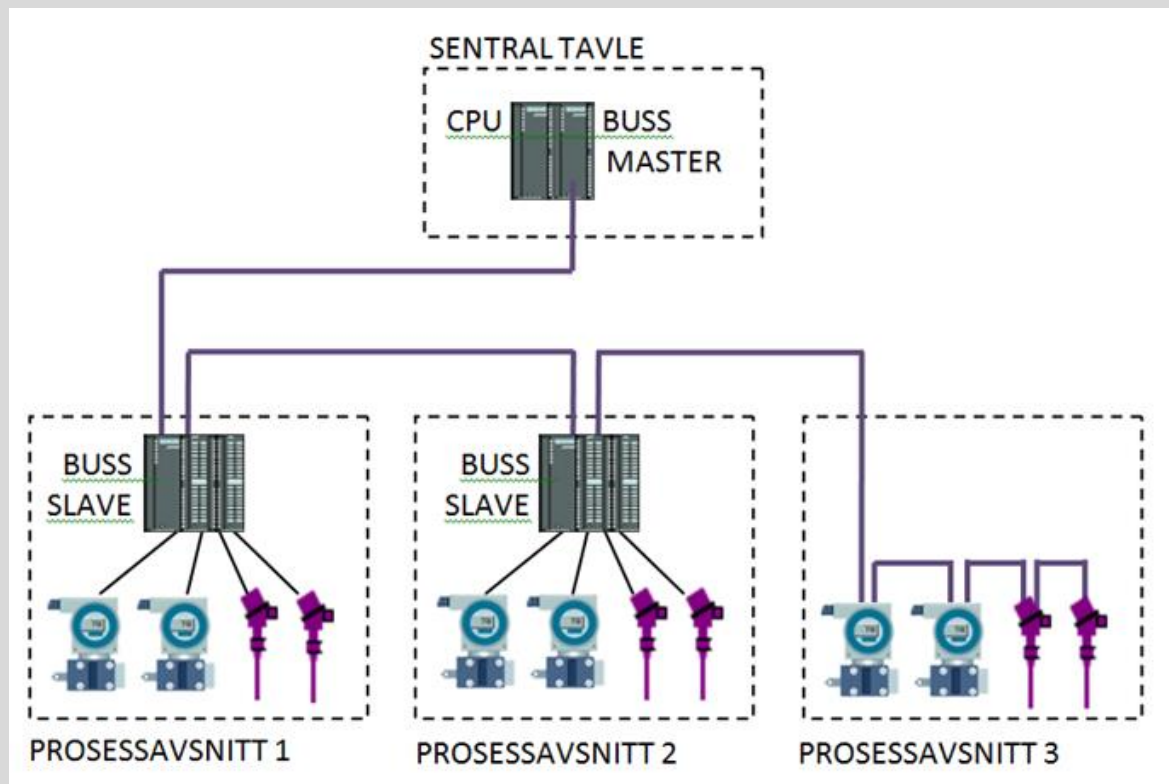 SENTRAL TAVLE
CPU
BUSS
MASTER
BUSS
SLAVE
BUSS
SLAVE
PROSESSAVSNITT 1
PROSESSAVSNITT 2
PROSESSAVSNITT 3